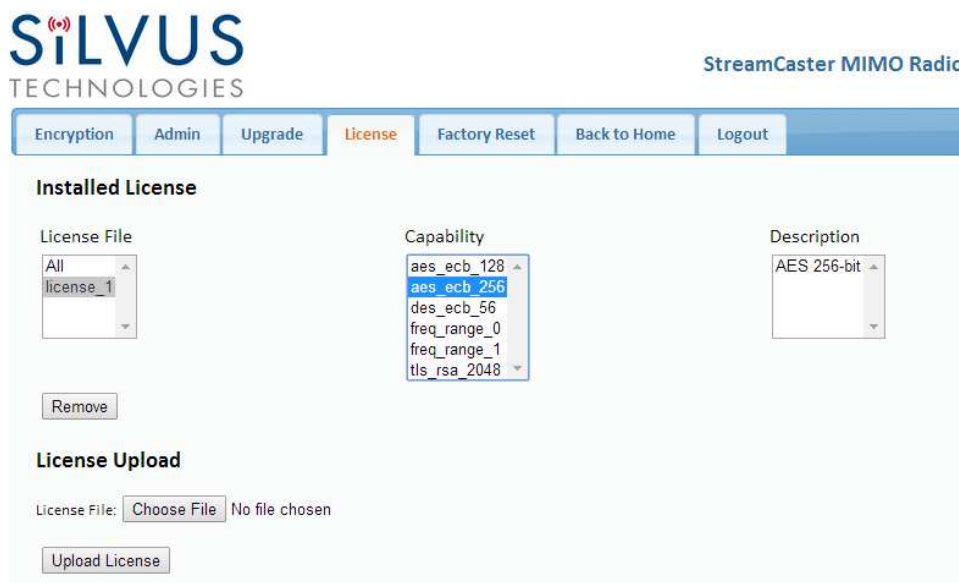 SiLVUS
TECHNOLOGIES
StreamCaster MIMO Radio
Encryption Admin Upgrade License Factory Reset Back to Home Logout
Installed License
License File Capability Description
All
license_1
aes_ecb_128
aes_ecb_256
des_ecb_56
freq_range_0
freq_range_1
tls_rsa_2048
AES 256-bit
Remove
License Upload
License File: Choose File No file chosen
Upload License